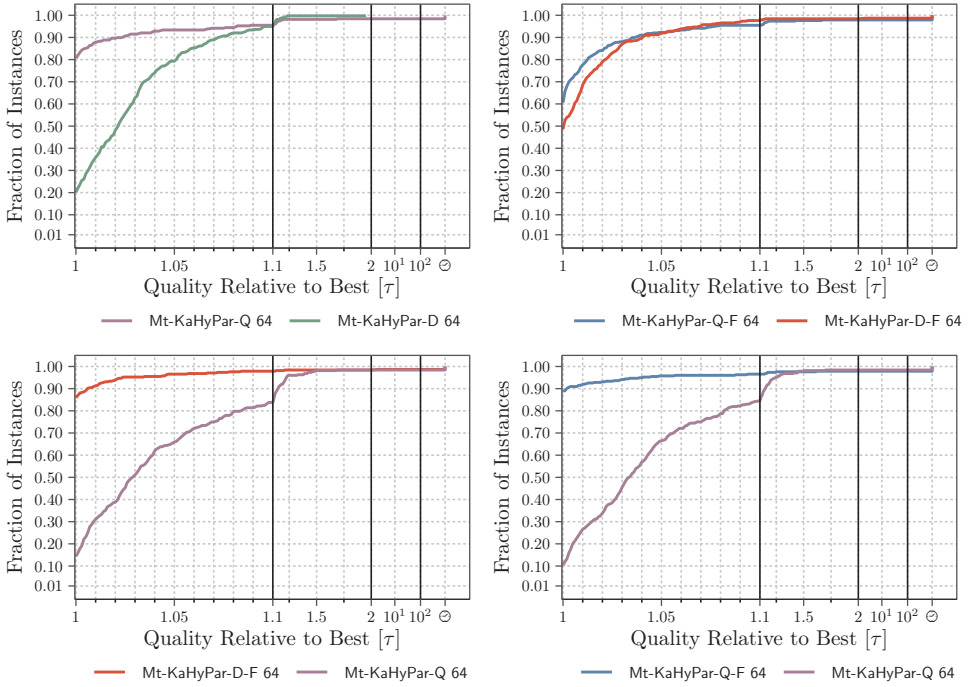 Fraction of Instances
1.00
0.90
0.80
0.70
0.60
0.50
0.40
0.30
0.20
0.10
0.01
1 1.05 1.1 1.5 2 10¹ 10² ⊘
Quality Relative to Best [τ]
Mt-KaHyPar-Q 64 Mt-KaHyPar-D 64
Fraction of Instances
1.00
0.90
0.80
0.70
0.60
0.50
0.40
0.30
0.20
0.10
0.01
1 1.05 1.1 1.5 2 10¹ 10² ⊘
Quality Relative to Best [τ]
Mt-KaHyPar-Q-F 64 Mt-KaHyPar-D-F 64
Fraction of Instances
1.00
0.90
0.80
0.70
0.60
0.50
0.40
0.30
0.20
0.10
0.01
1 1.05 1.1 1.5 2 10¹ 10² ⊘
Quality Relative to Best [τ]
Mt-KaHyPar-D-F 64 Mt-KaHyPar-Q 64
Fraction of Instances
1.00
0.90
0.80
0.70
0.60
0.50
0.40
0.30
0.20
0.10
0.01
1 1.05 1.1 1.5 2 10¹ 10² ⊘
Quality Relative to Best [τ]
Mt-KaHyPar-Q-F 64 Mt-KaHyPar-Q 64